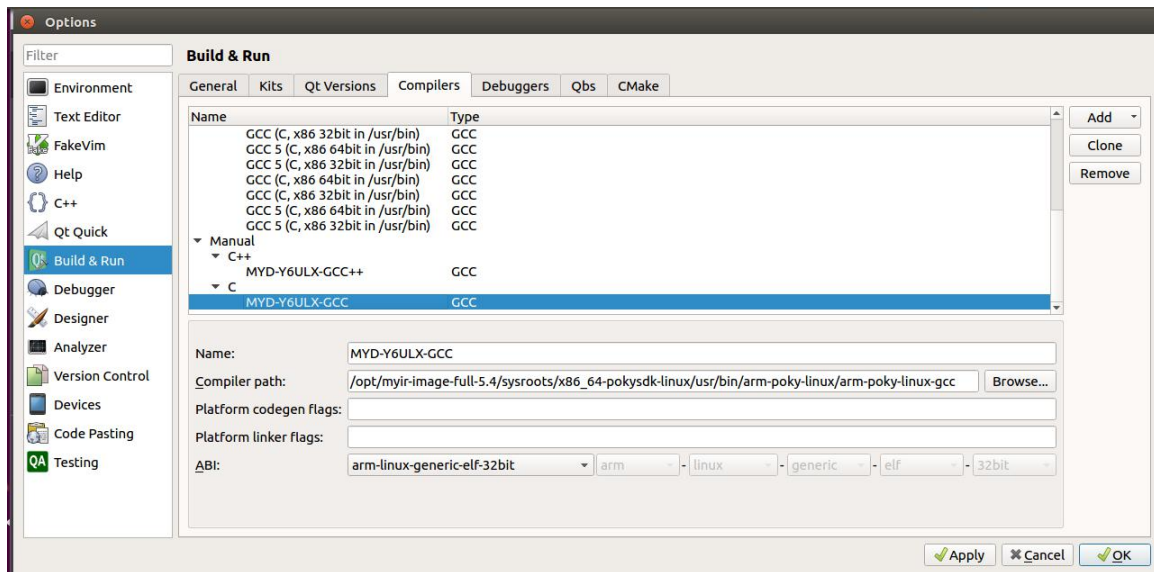 Options
Filter
Environment
Text Editor
FakeVim
Help
C++
Qt Quick
Build & Run
Debugger
Designer
Analyzer
Version Control
Devices
Code Pasting
QA Testing
Build & Run
General Kits Qt Versions Compilers Debuggers Qbs CMake
Name Type
GCC (C, x86 32bit in /usr/bin) GCC
GCC 5 (C, x86 64bit in /usr/bin) GCC
GCC 5 (C, x86 32bit in /usr/bin) GCC
GCC (C, x86 64bit in /usr/bin) GCC
GCC (C, x86 32bit in /usr/bin) GCC
GCC 5 (C, x86 64bit in /usr/bin) GCC
GCC 5 (C, x86 32bit in /usr/bin) GCC
Manual
C++
MYD-Y6ULX-GCC++ GCC
C
MYD-Y6ULX-GCC GCC
Add
Clone
Remove
Name: MYD-Y6ULX-GCC
Compiler path: /opt/myir-image-full-5.4/sysroots/x86_64-pokysdk-linux/usr/bin/arm-poky-linux/arm-poky-linux-gcc Browse...
Platform codegen flags:
Platform linker flags:
ABI: arm-linux-generic-elf-32bit arm - linux - generic - elf - 32bit
Apply Cancel OK